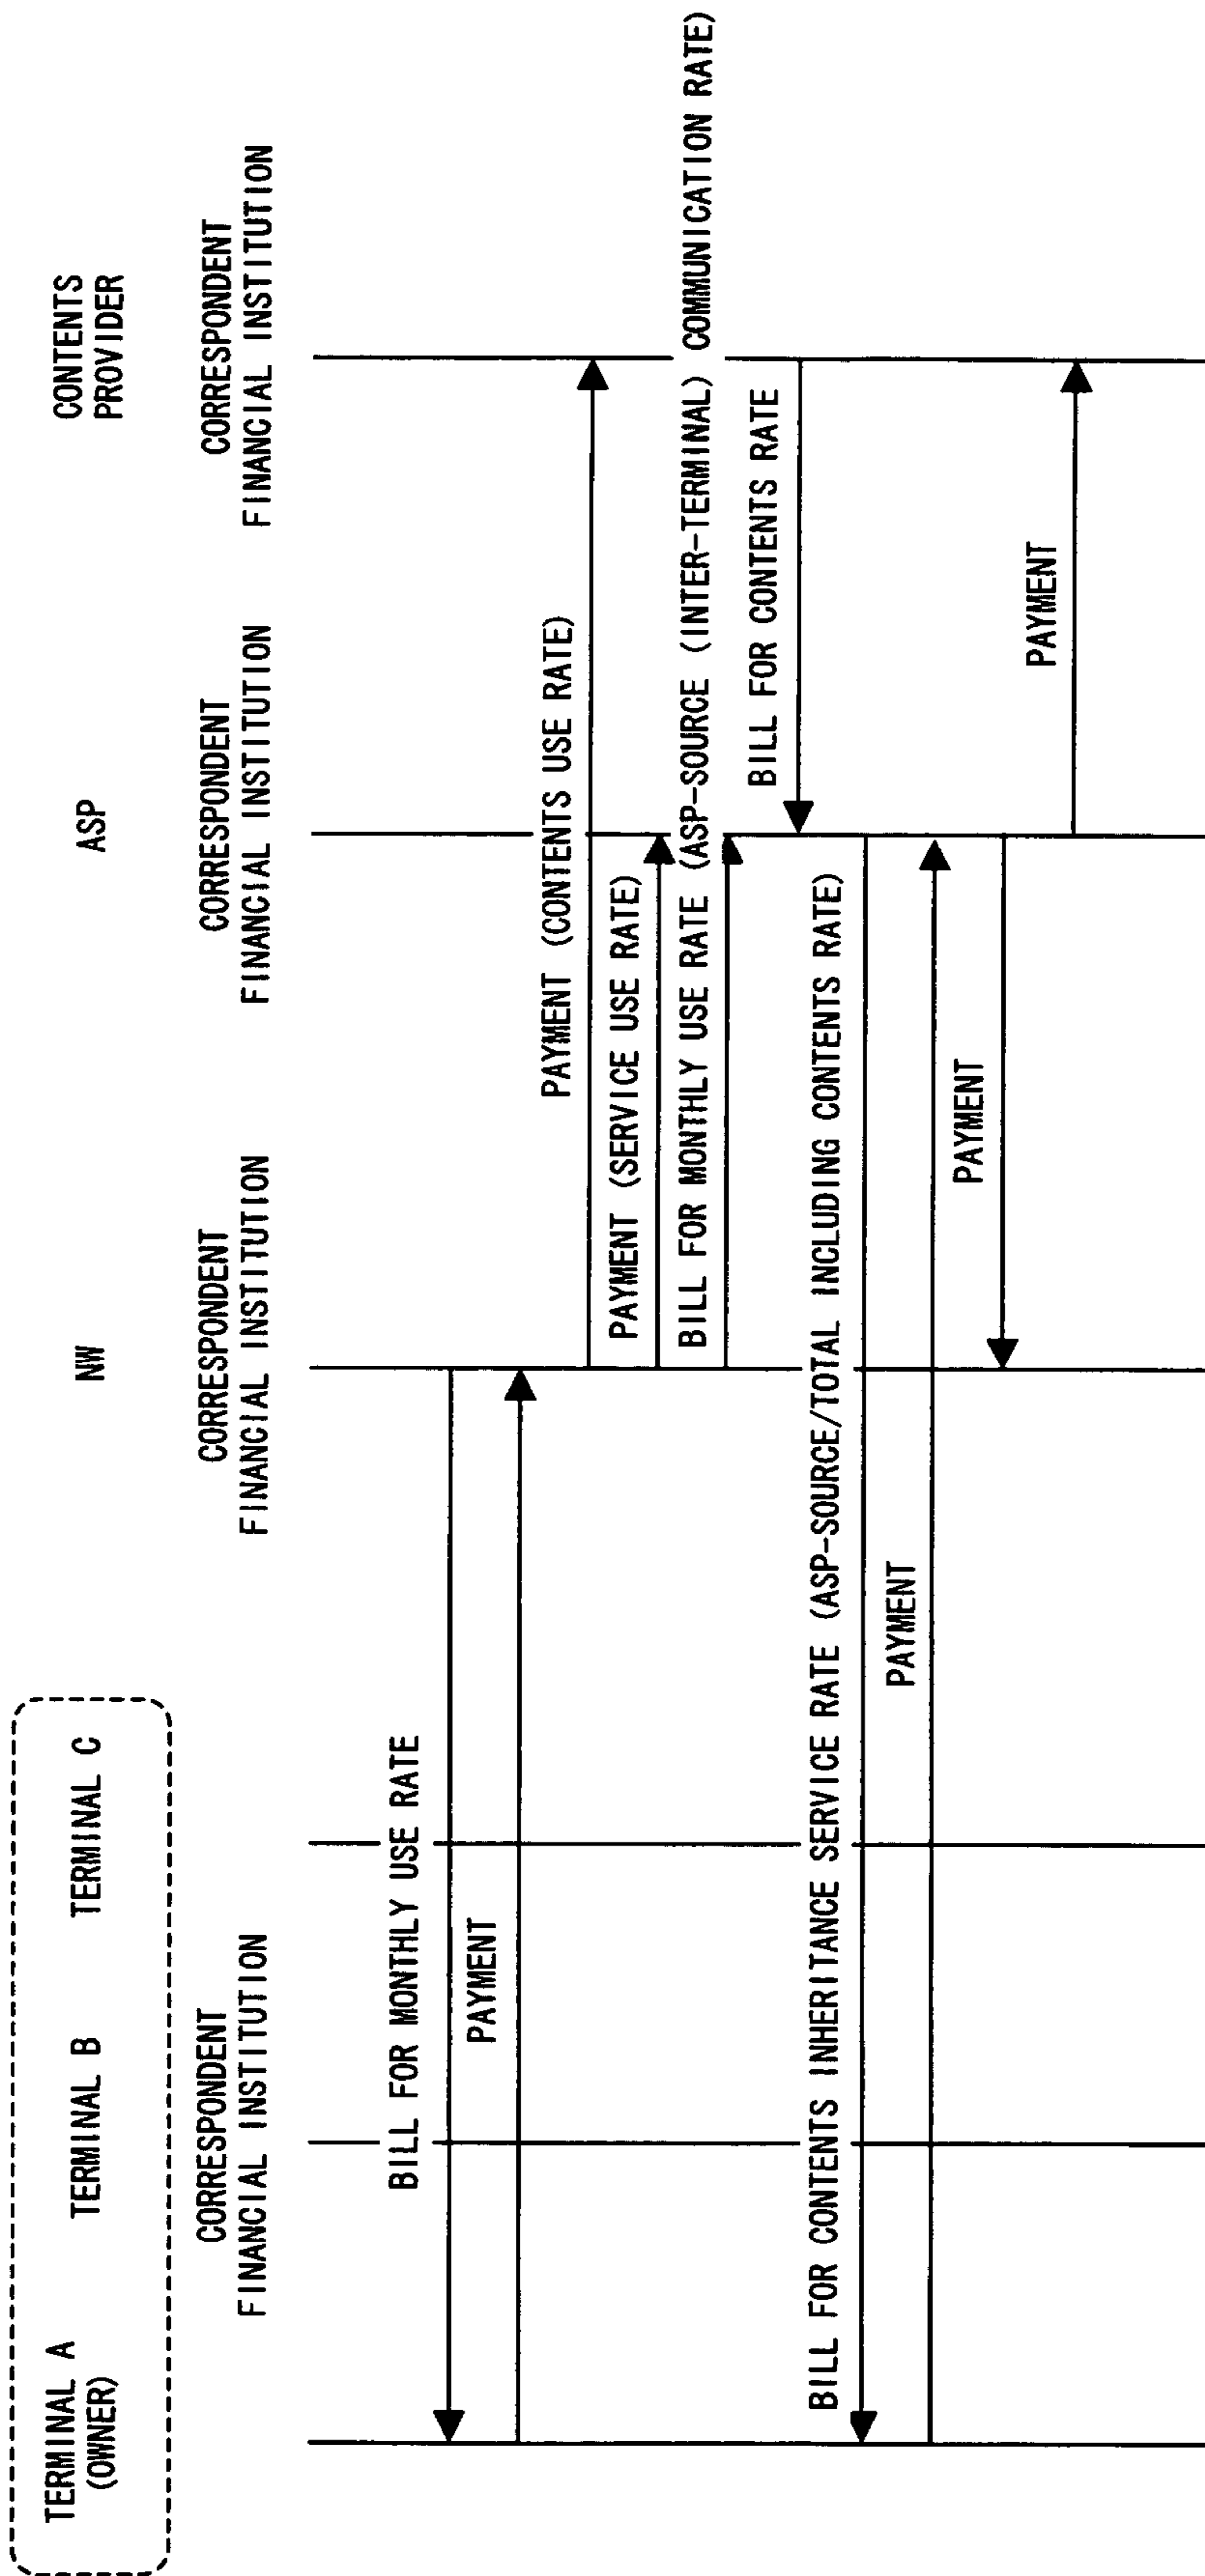 TERMINAL A
(OWNER)
TERMINAL B
TERMINAL C
NW
ASP
CONTENTS
PROVIDER
CORRESPONDENT
FINANCIAL INSTITUTION
CORRESPONDENT
FINANCIAL INSTITUTION
CORRESPONDENT
FINANCIAL INSTITUTION
CORRESPONDENT
FINANCIAL INSTITUTION
BILL FOR MONTHLY USE RATE
PAYMENT
PAYMENT (CONTENTS USE RATE)
PAYMENT (SERVICE USE RATE)
BILL FOR MONTHLY USE RATE (ASP-SOURCE (INTER-TERMINAL) COMMUNICATION RATE)
BILL FOR CONTENTS RATE
BILL FOR CONTENTS INHERITANCE SERVICE RATE (ASP-SOURCE/TOTAL INCLUDING CONTENTS RATE)
PAYMENT
PAYMENT
PAYMENT